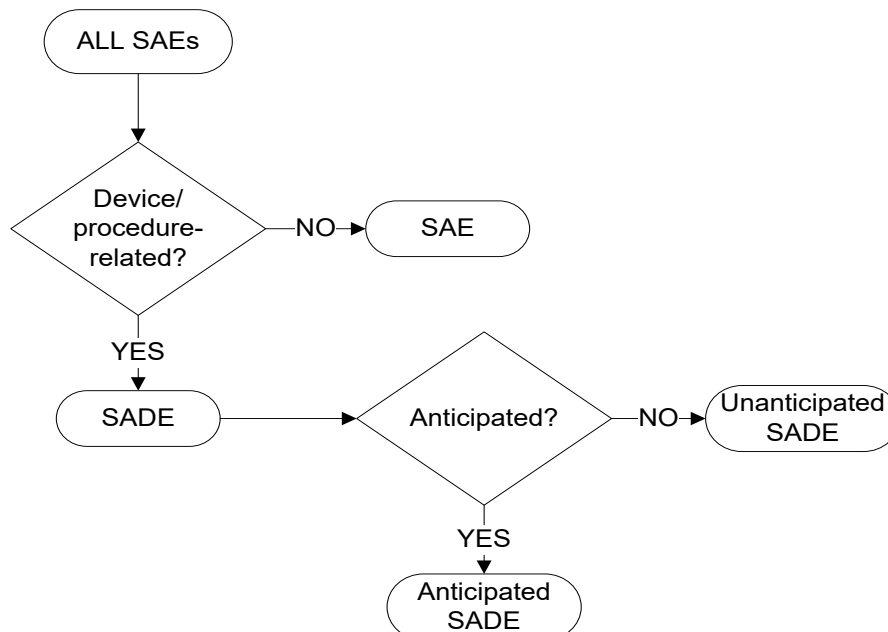 ALL SAEs
Device/
procedure-
related?
NO
SAE
YES
SADE
Anticipated?
NO
Unanticipated
SADE
YES
Anticipated
SADE